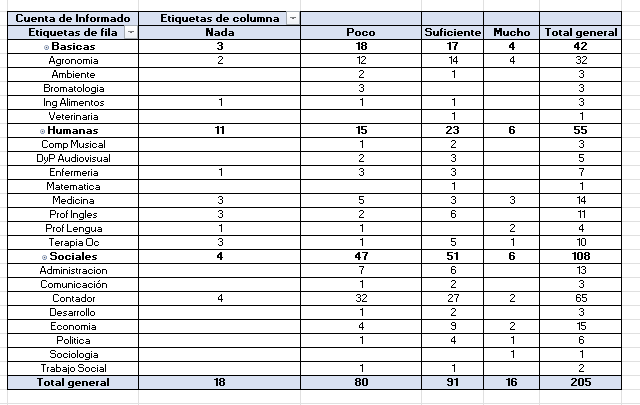 Cuenta de Informado Etiquetas de columna
Etiquetas de fila Nada Poco Suficiente Mucho Total general
Basicas 3 18 17 4 42
Agronomia 2 12 14 4 32
Ambiente 2 1 3
Bromatologia 3 3
Ing Alimentos 1 1 1 3
Veterinaria 1 1
Humanas 11 15 23 6 55
Comp Musical 1 2 3
DyP Audiovisual 2 3 5
Enfermeria 1 3 3 7
Matematica 1 1
Medicina 3 5 3 3 14
Prof Ingles 3 2 6 11
Prof Lengua 1 1 2 4
Terapia Oc 3 1 5 1 10
Sociales 4 47 51 6 108
Administracion 7 6 13
Comunicación 1 2 3
Contador 4 32 27 2 65
Desarrollo 1 2 3
Economia 4 9 2 15
Politica 1 4 1 6
Sociologia 1 1
Trabajo Social 1 1 2
Total general 18 80 91 16 205